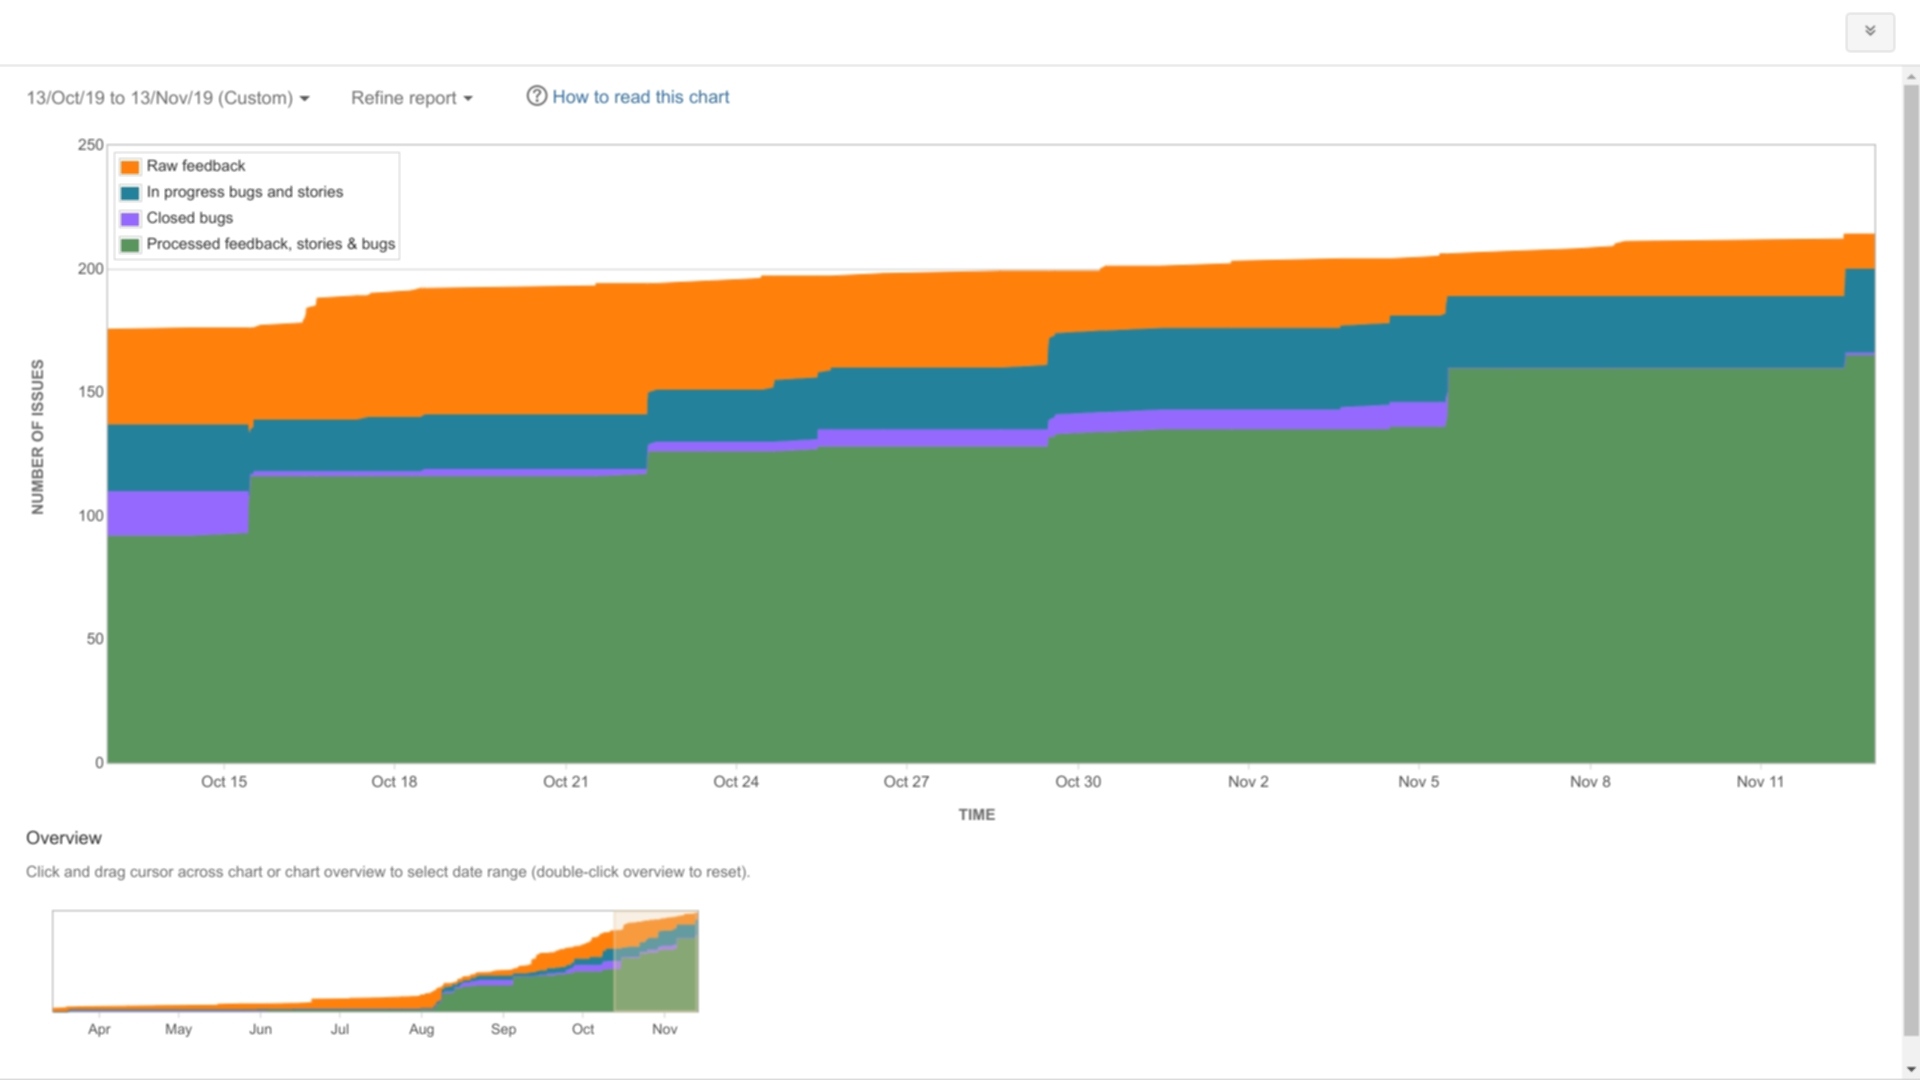 13/Oct/19 to 13/Nov/19 (Custom) Refine report How to read this chart
250
Raw feedback
In progress bugs and stories
Closed bugs
Processed feedback, stories & bugs
200
150
100
50
0
NUMBER OF ISSUES
Oct 15 Oct 18 Oct 21 Oct 24 Oct 27 Oct 30 Nov 2 Nov 5 Nov 8 Nov 11
TIME
Overview
Click and drag cursor across chart or chart overview to select date range (double-click overview to reset).
Apr May Jun Jul Aug Sep Oct Nov